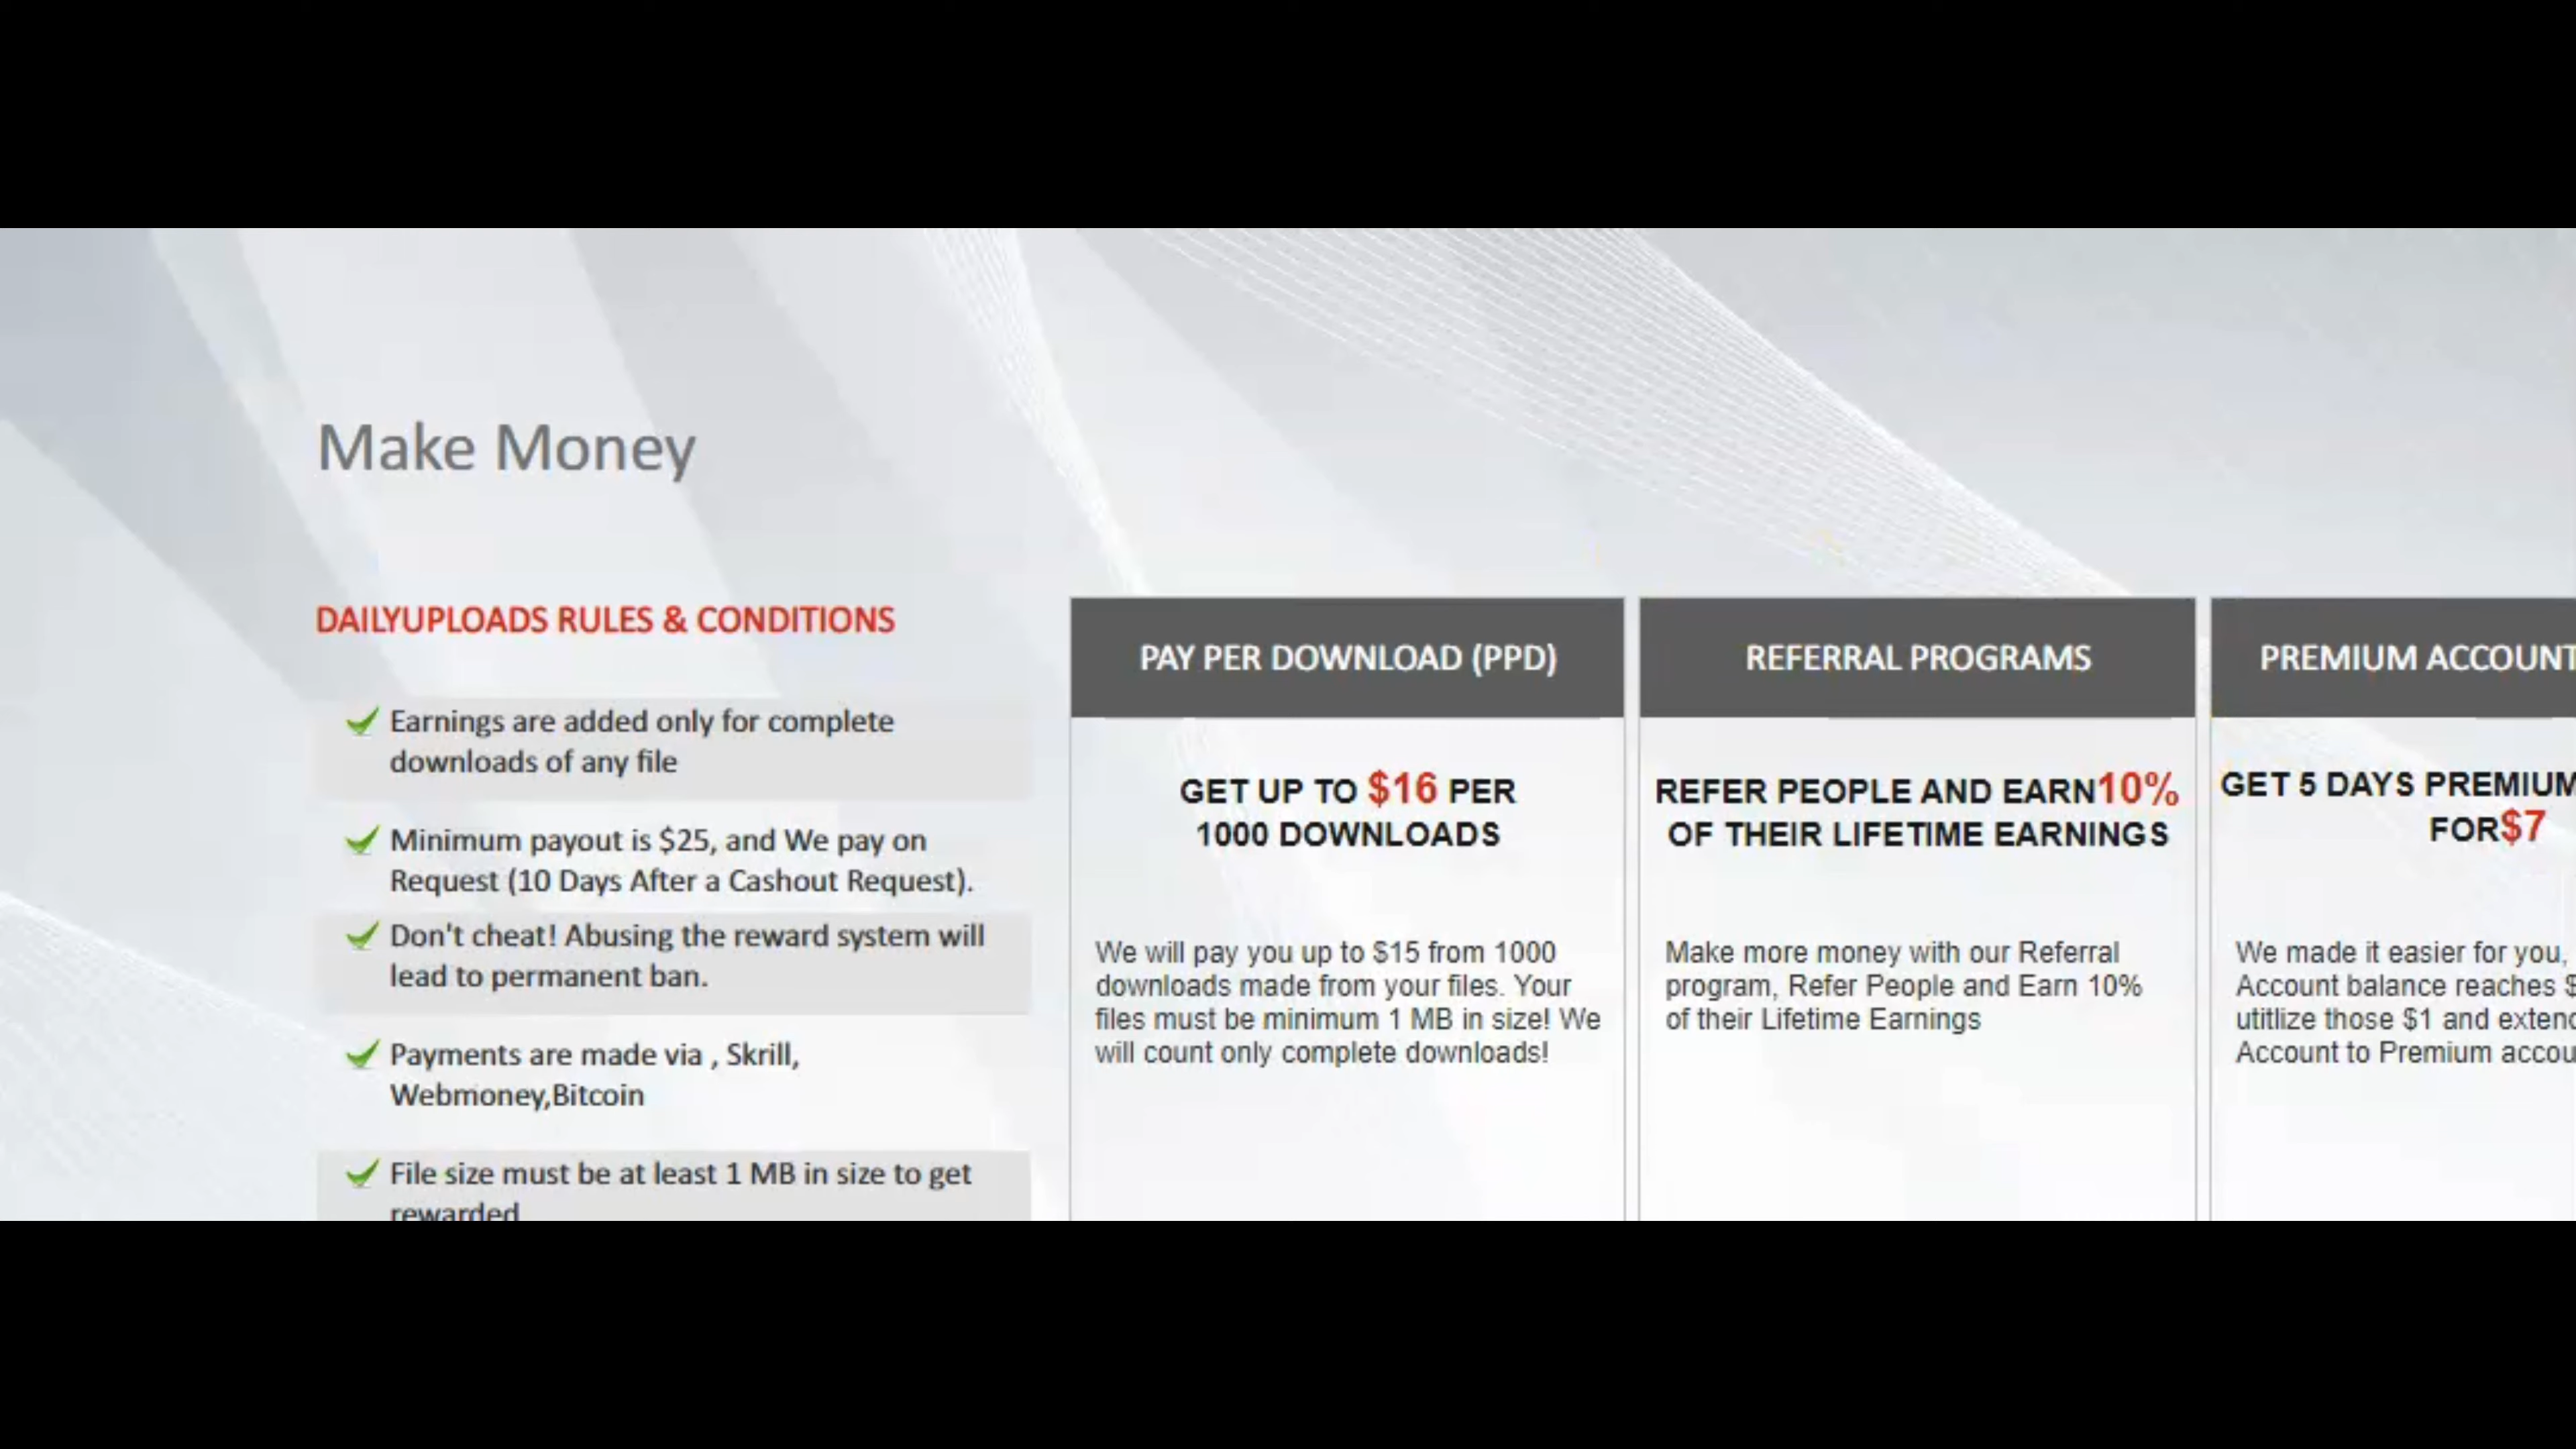 Make Money
DAILYUPLOADS RULES & CONDITIONS
Earnings are added only for complete
downloads of any file
Minimum payout is $25, and We pay on
Request (10 Days After a Cashout Request).
Don't cheat! Abusing the reward system will
lead to permanent ban.
Payments are made via , Skrill,
Webmoney,Bitcoin
File size must be at least 1 MB in size to get
rewarded
PAY PER DOWNLOAD (PPD)
GET UP TO $16 PER
1000 DOWNLOADS
We will pay you up to $15 from 1000
downloads made from your files. Your
files must be minimum 1 MB in size! We
will count only complete downloads!
REFERRAL PROGRAMS
REFER PEOPLE AND EARN10%
OF THEIR LIFETIME EARNINGS
Make more money with our Referral
program, Refer People and Earn 10%
of their Lifetime Earnings
PREMIUM ACCOUNT
GET 5 DAYS PREMIUM
FOR$7
We made it easier for you,
Account balance reaches
utitlize those $1 and
Account to Premium